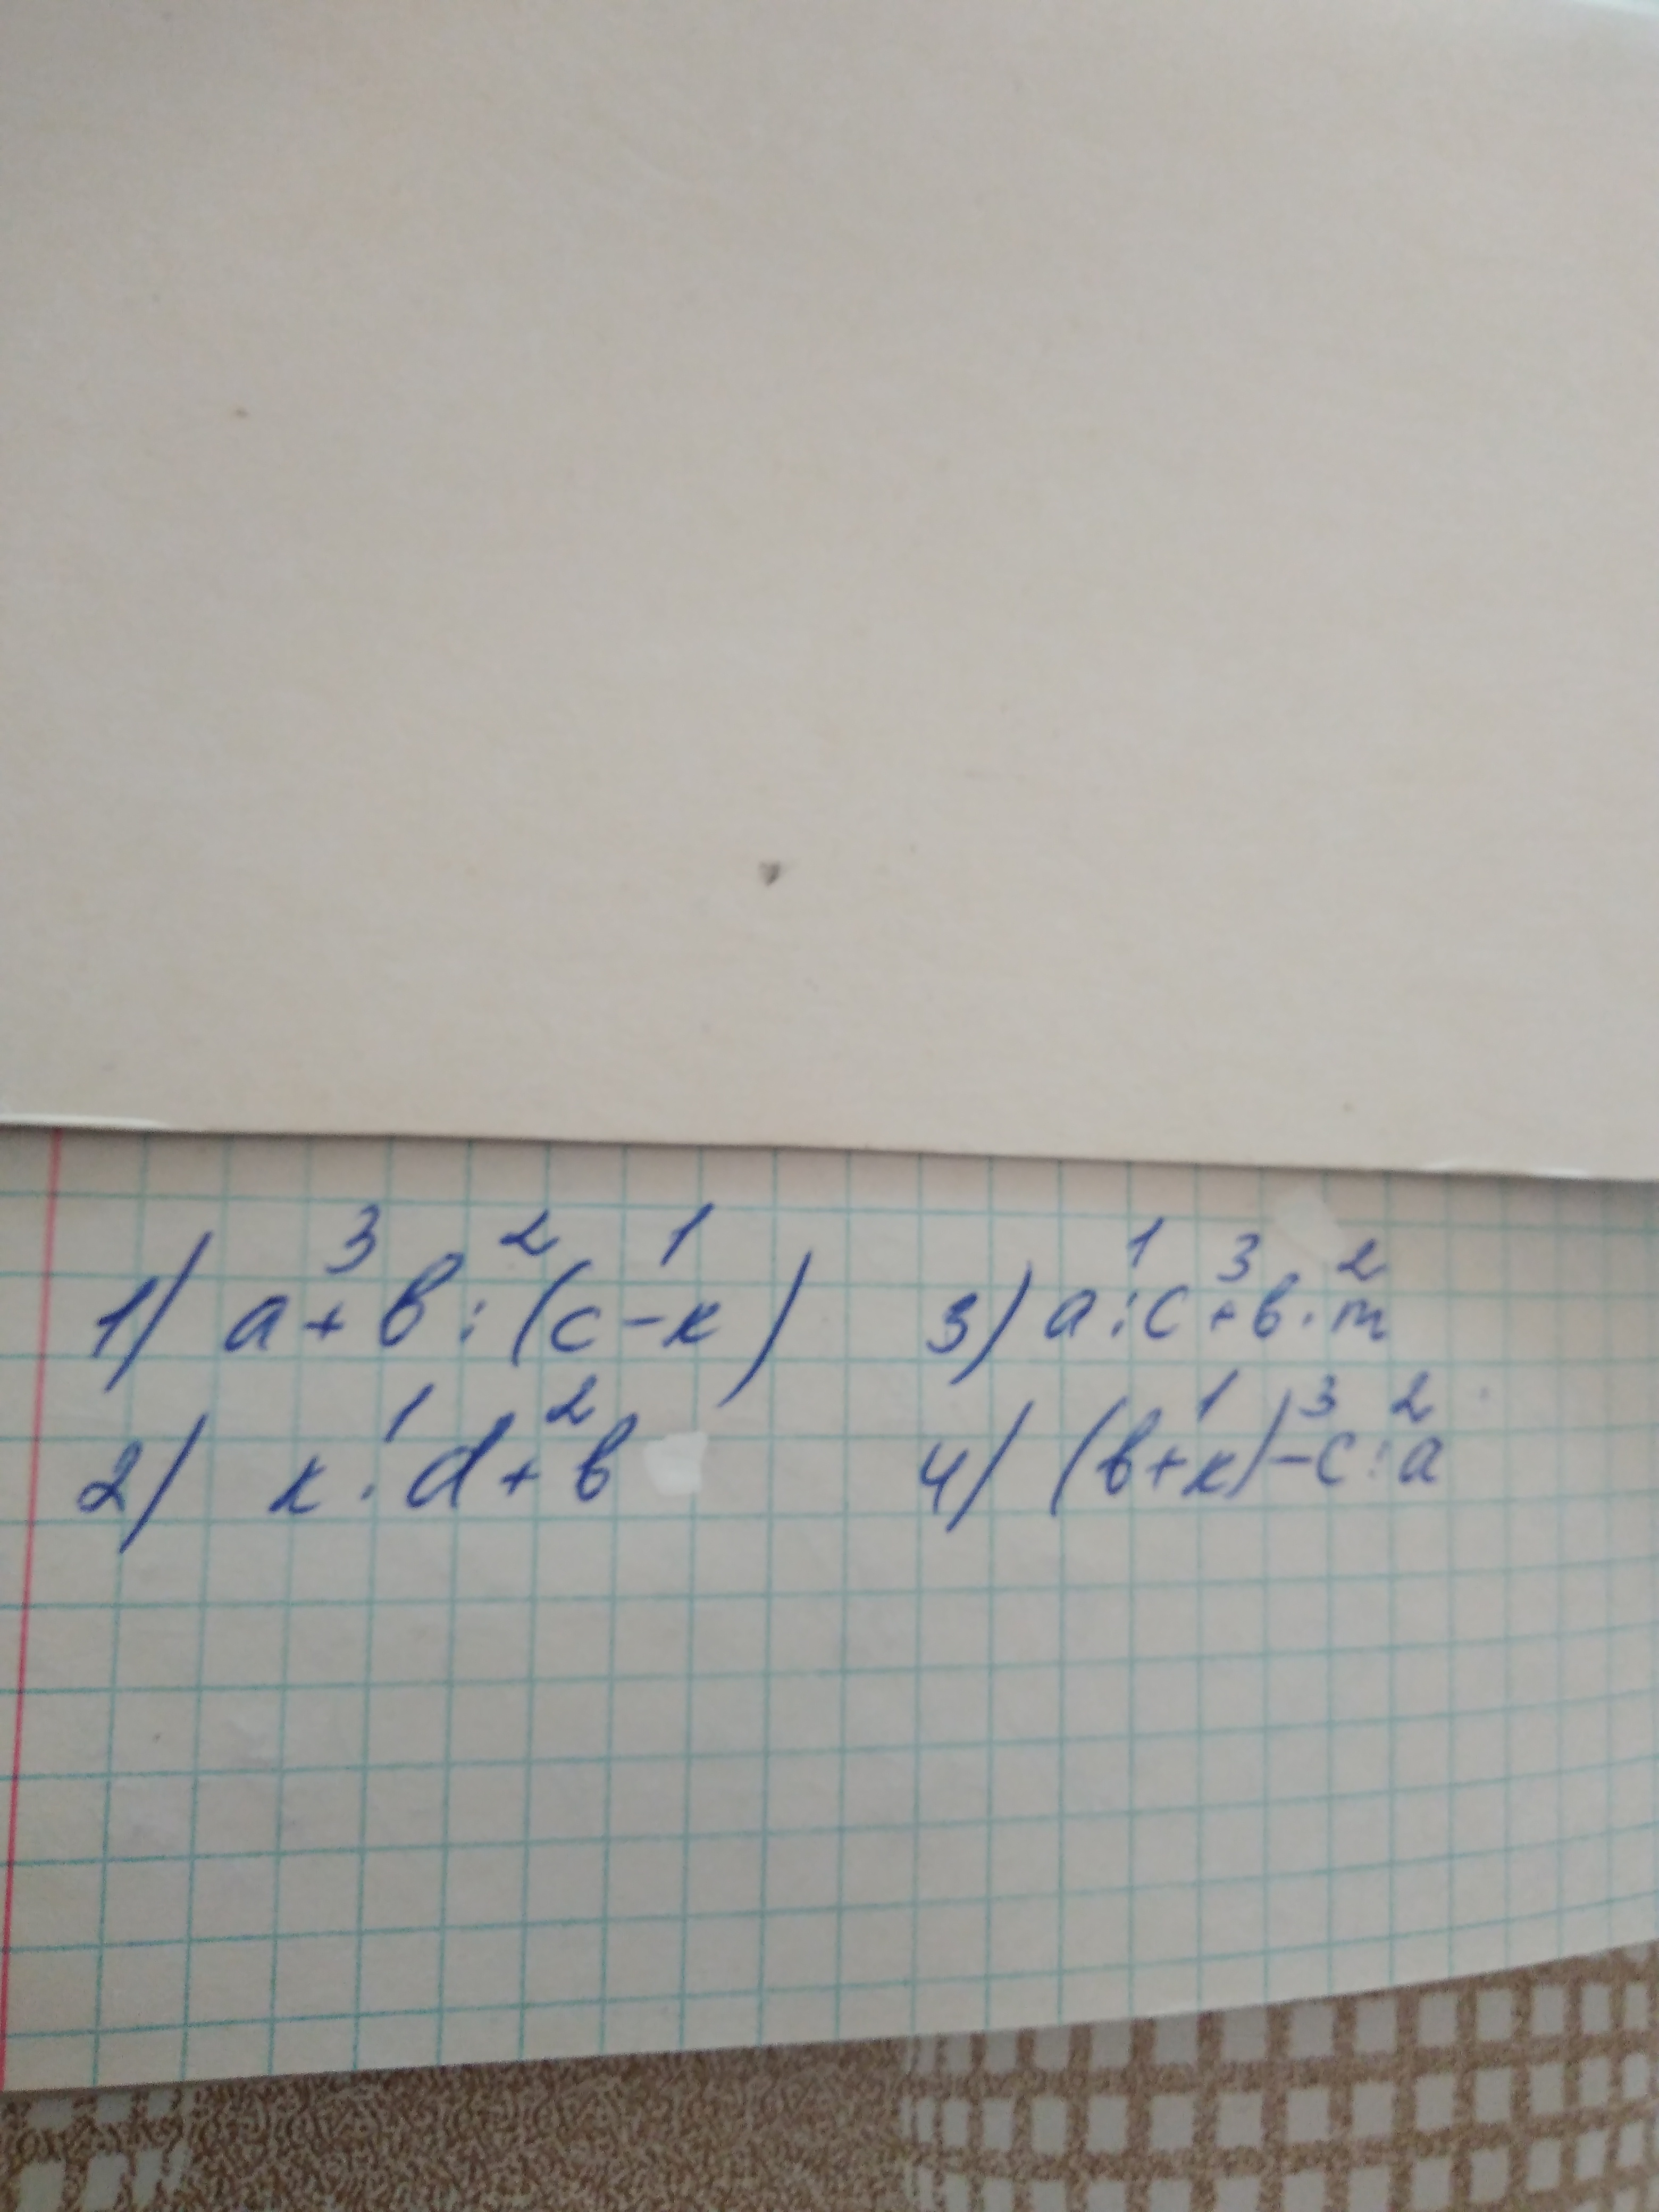 3 2 1
1) a + b : (c - к)
1 2
2) к · d + b
1 3 2
3) a : c + b · m
1 3 2
4) (b + к) - c : a